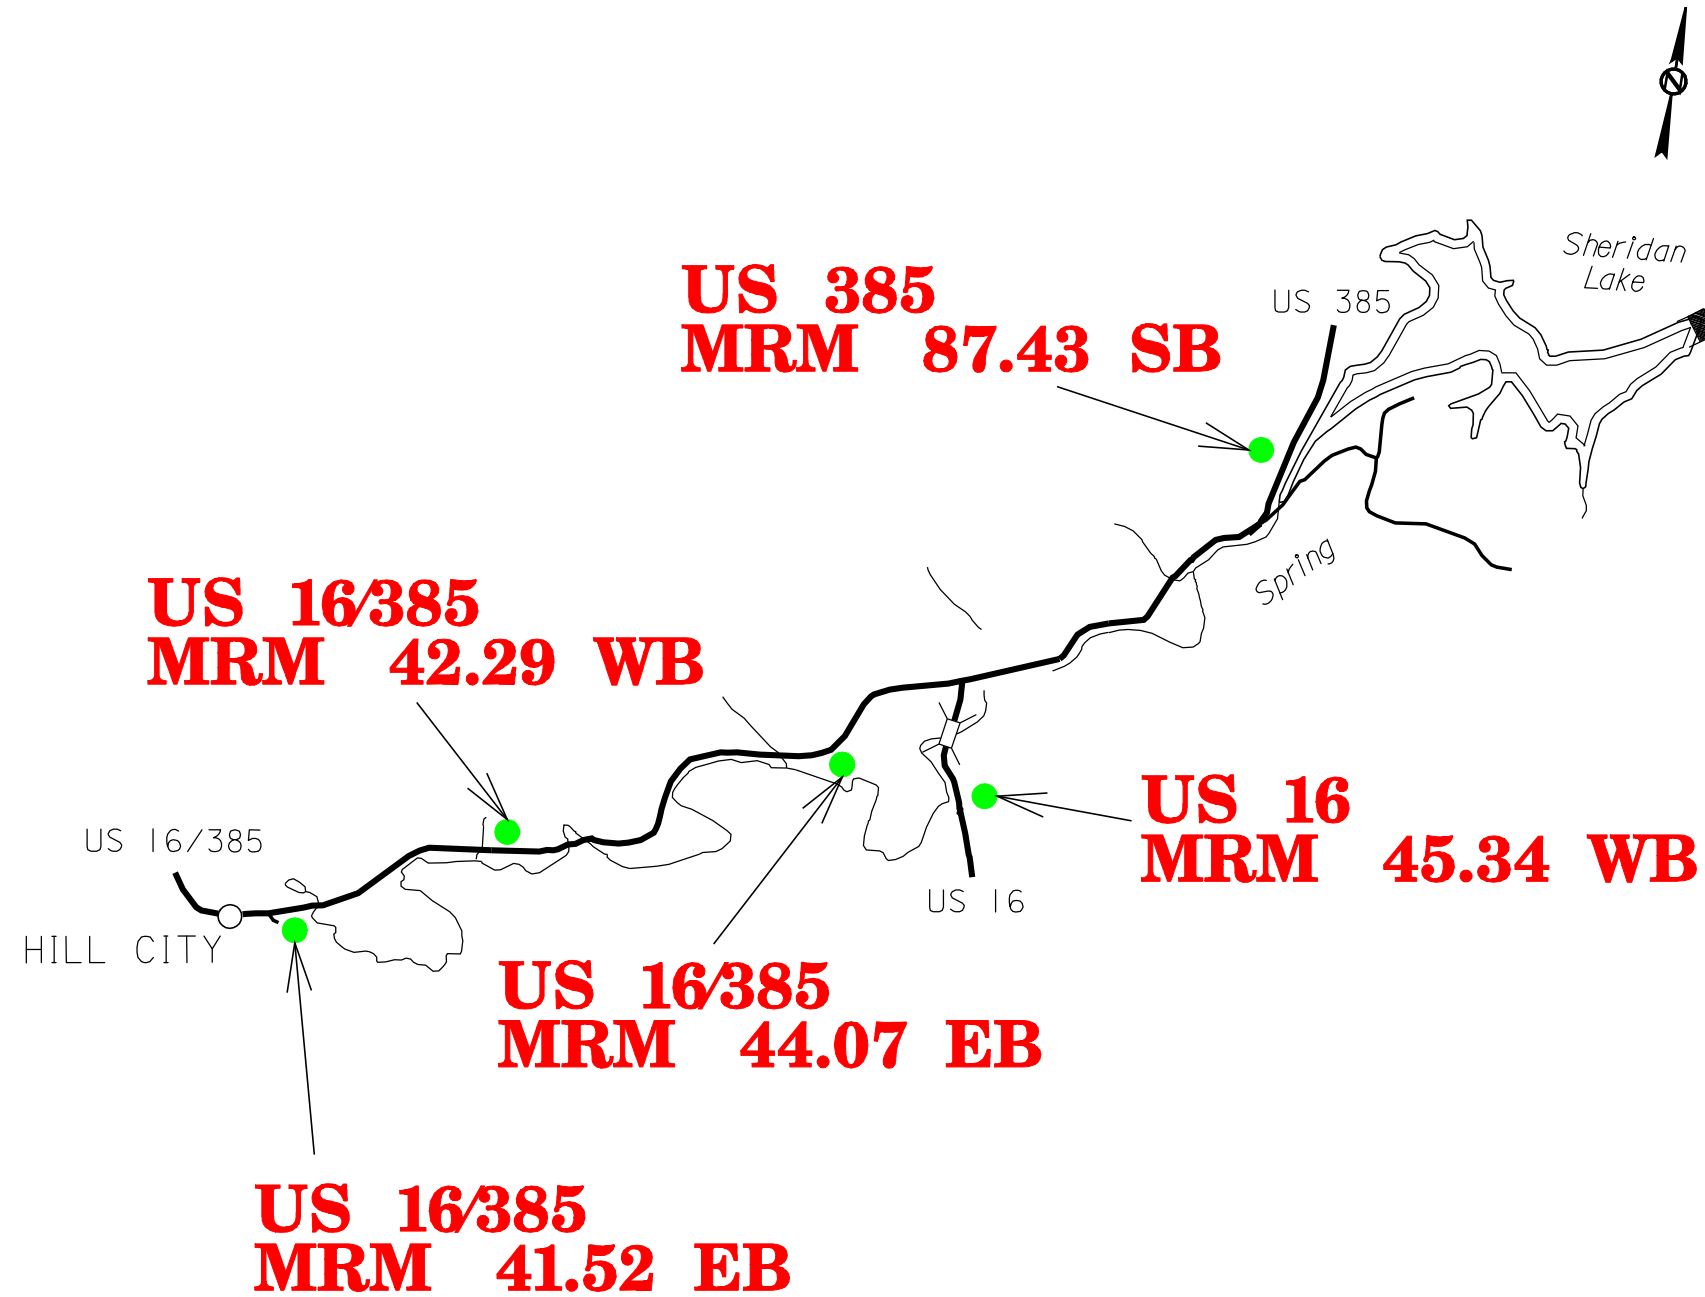 N
Sheridan
Lake
US 385
MRM 87.43 SB
US 385
Spring
US 16/385
MRM 42.29 WB
US 16/385
HILL CITY
US 16
MRM 45.34 WB
US 16
US 16/385
MRM 44.07 EB
US 16/385
MRM 41.52 EB